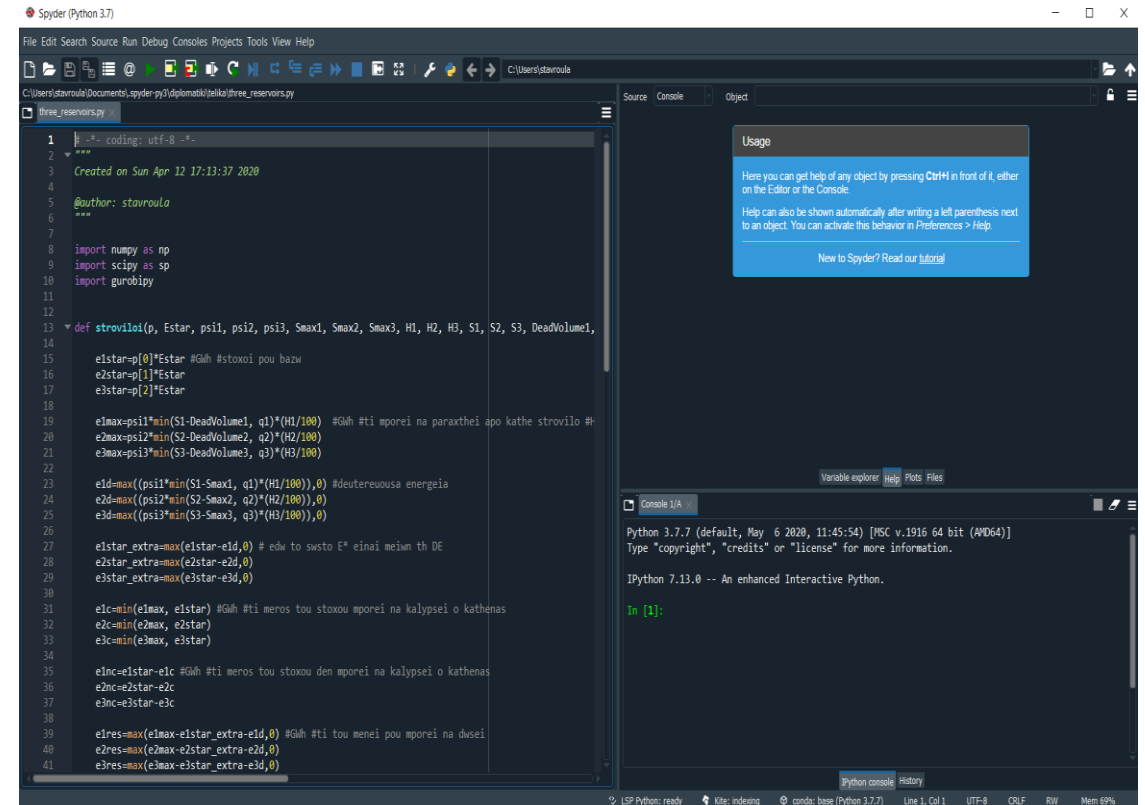 Spyder (Python 3.7)
File Edit Search Source Run Debug Consoles Projects Tools View Help
C:\Users\stavroula
C:\Users\stavroula\Documents\.spyder-py3\diplomatiki\telika\three_reservoirs.py
three_reservoirs.py
1 # -*- coding: utf-8 -*-
2 """
3 Created on Sun Apr 12 17:13:37 2020
4
5 @author: stavroula
6 """
7
8 import numpy as np
9 import scipy as sp
10 import gurobipy
11
12
13 def stroviloi(p, Estar, psi1, psi2, psi3, Smax1, Smax2, Smax3, H1, H2, H3, S1, S2, S3, DeadVolume1,
14
15 e1star=p[0]*Estar #GWh #stoxoi pou bazw
16 e2star=p[1]*Estar
17 e3star=p[2]*Estar
18
19 e1max=psi1*min(S1-DeadVolume1, q1)*(H1/100) #GWh #ti mporei na paraxthei apo kathe strovilo #H
20 e2max=psi2*min(S2-DeadVolume2, q2)*(H2/100)
21 e3max=psi3*min(S3-DeadVolume3, q3)*(H3/100)
22
23 e1d=max((psi1*min(S1-Smax1, q1)*(H1/100)),0) #deutereuousa energeia
24 e2d=max((psi2*min(S2-Smax2, q2)*(H2/100)),0)
25 e3d=max((psi3*min(S3-Smax3, q3)*(H3/100)),0)
26
27 e1star_extra=max(e1star-e1d,0) # edw to swsto E* einai meiwn th DE
28 e2star_extra=max(e2star-e2d,0)
29 e3star_extra=max(e3star-e3d,0)
30
31 e1c=min(e1max, e1star) #GWh #ti meros tou stoxou mporei na kalypsei o kathenas
32 e2c=min(e2max, e2star)
33 e3c=min(e3max, e3star)
34
35 e1nc=e1star-e1c #GWh #ti meros tou stoxou den mporei na kalypsei o kathenas
36 e2nc=e2star-e2c
37 e3nc=e3star-e3c
38
39 e1res=max(e1max-e1star_extra-e1d,0) #GWh #ti tou menei pou mporei na dwsei
40 e2res=max(e2max-e2star_extra-e2d,0)
41 e3res=max(e3max-e3star_extra-e3d,0)
Source Console Object
Usage
Here you can get help of any object by pressing Ctrl+I in front of it, either
on the Editor or the Console.
Help can also be shown automatically after writing a left parenthesis next
to an object. You can activate this behavior in Preferences > Help.
New to Spyder? Read our tutorial
Variable explorer Help Plots Files
Console 1/A
Python 3.7.7 (default, May 6 2020, 11:45:54) [MSC v.1916 64 bit (AMD64)]
Type "copyright", "credits" or "license" for more information.
IPython 7.13.0 -- An enhanced Interactive Python.
In [1]:
IPython console History
LSP Python: ready Kite: indexing conda: base (Python 3.7.7) Line 1, Col 1 UTF-8 CRLF RW Mem 69%